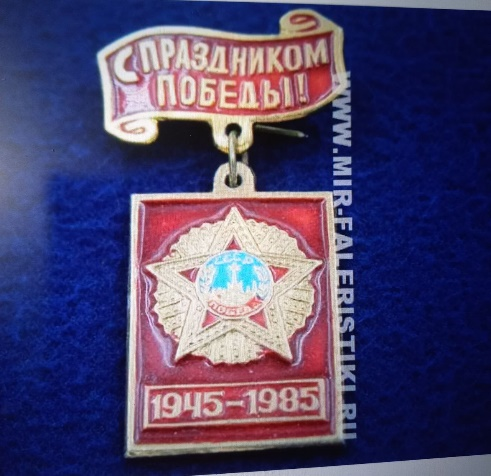 С ПРАЗДНИКОМ
ПОБЕДЫ!
СССР
ПОБЕДА
1945-1985
WWW.MIR-FALERISTIKI.RU